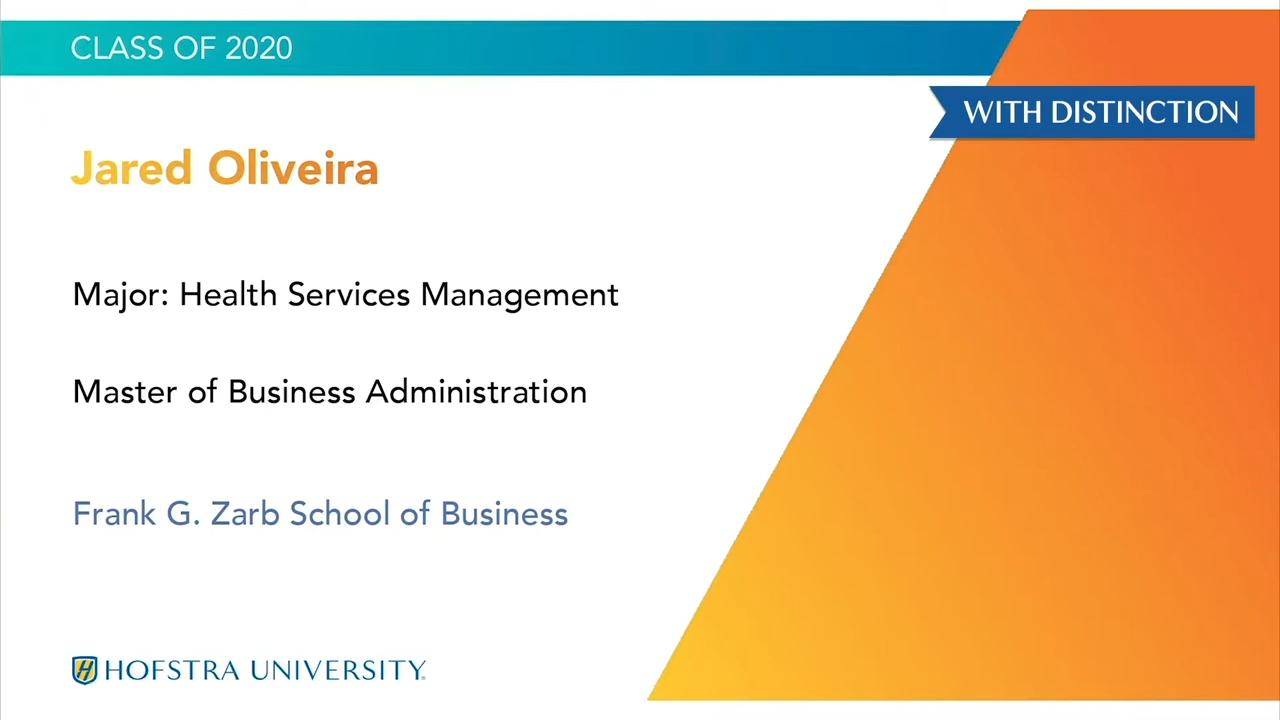 CLASS OF 2020
WITH DISTINCTION
Jared Oliveira
Major: Health Services Management
Master of Business Administration
Frank G. Zarb School of Business
HOFSTRA UNIVERSITY